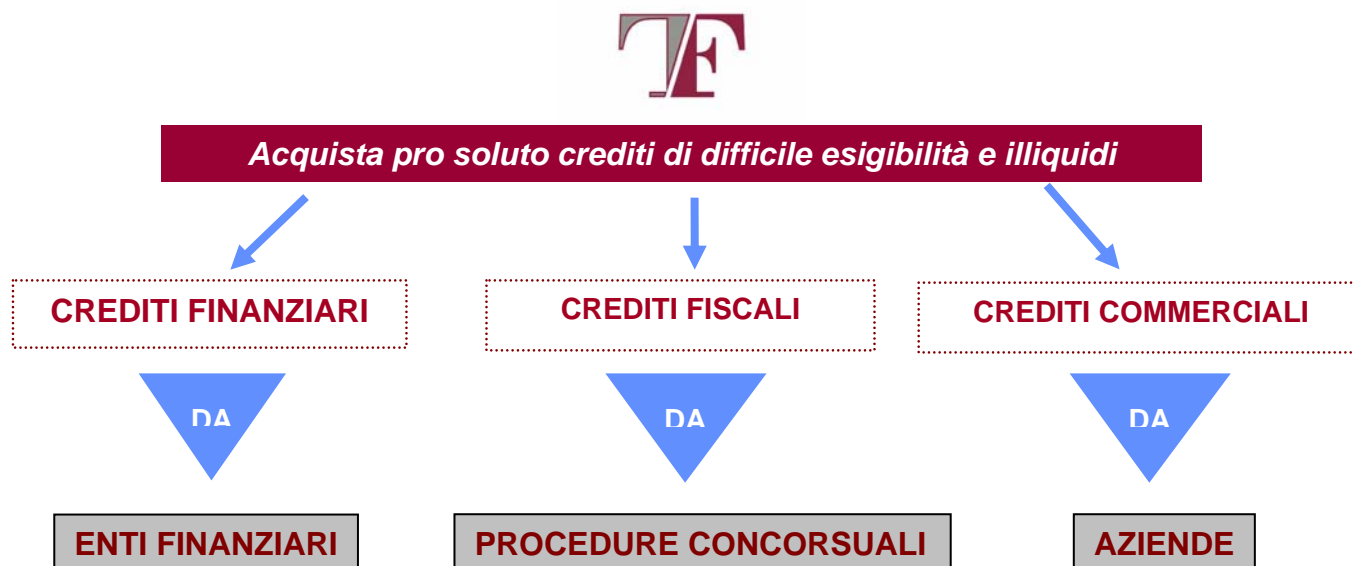 TF
Acquista pro soluto crediti di difficile esigibilità e illiquidi
CREDITI FINANZIARI
CREDITI FISCALI
CREDITI COMMERCIALI
DA
DA
DA
ENTI FINANZIARI
PROCEDURE CONCORSUALI
AZIENDE